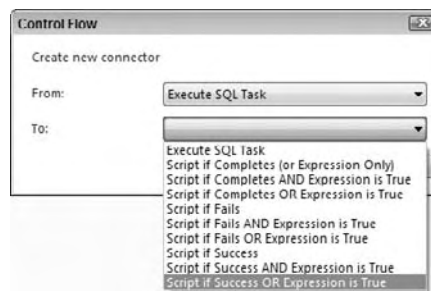 Control Flow
Create new connector
From: Execute SQL Task
To:
Execute SQL Task
Script if Completes (or Expression Only)
Script if Completes AND Expression is True
Script if Completes OR Expression is True
Script if Fails
Script if Fails AND Expression is True
Script if Fails OR Expression is True
Script if Success
Script if Success AND Expression is True
Script if Success OR Expression is True